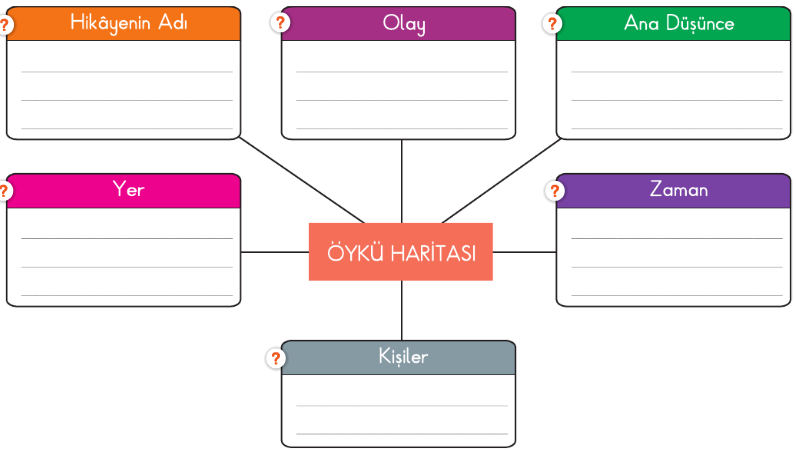 Hikâyenin Adı
Olay
Ana Düşünce
Yer
Zaman
ÖYKÜ HARİTASI
Kişiler